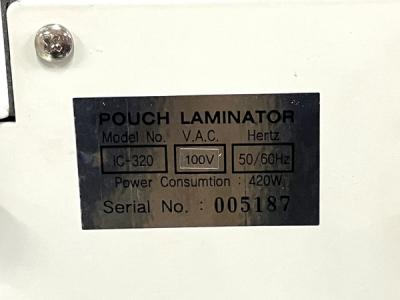 POUCH LAMINATOR
Model No. V.A.C. Hertz
IC-320 100V 50/60Hz
Power Consumtion : 420W
Serial No. : 005187